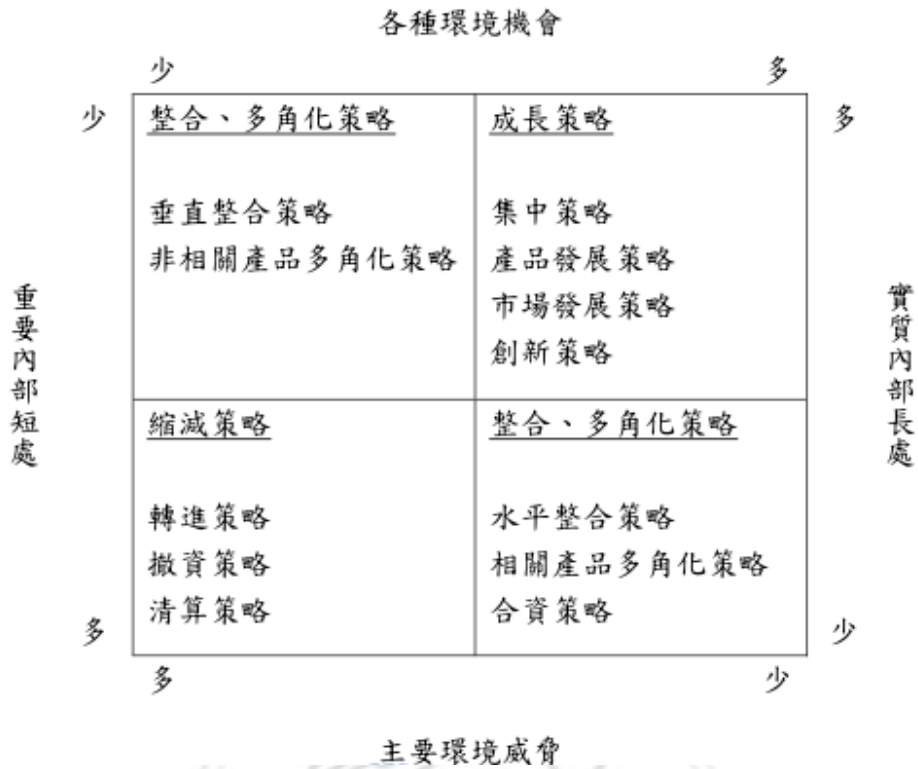 各種環境機會
少 多
少 整合、多角化策略 成長策略 多
垂直整合策略 集中策略
非相關產品多角化策略 產品發展策略
市場發展策略
創新策略
重要內部短處
實質內部長處
縮減策略 整合、多角化策略
轉進策略 水平整合策略
撤資策略 相關產品多角化策略
多 清算策略 合資策略 少
多 少
主要環境威脅